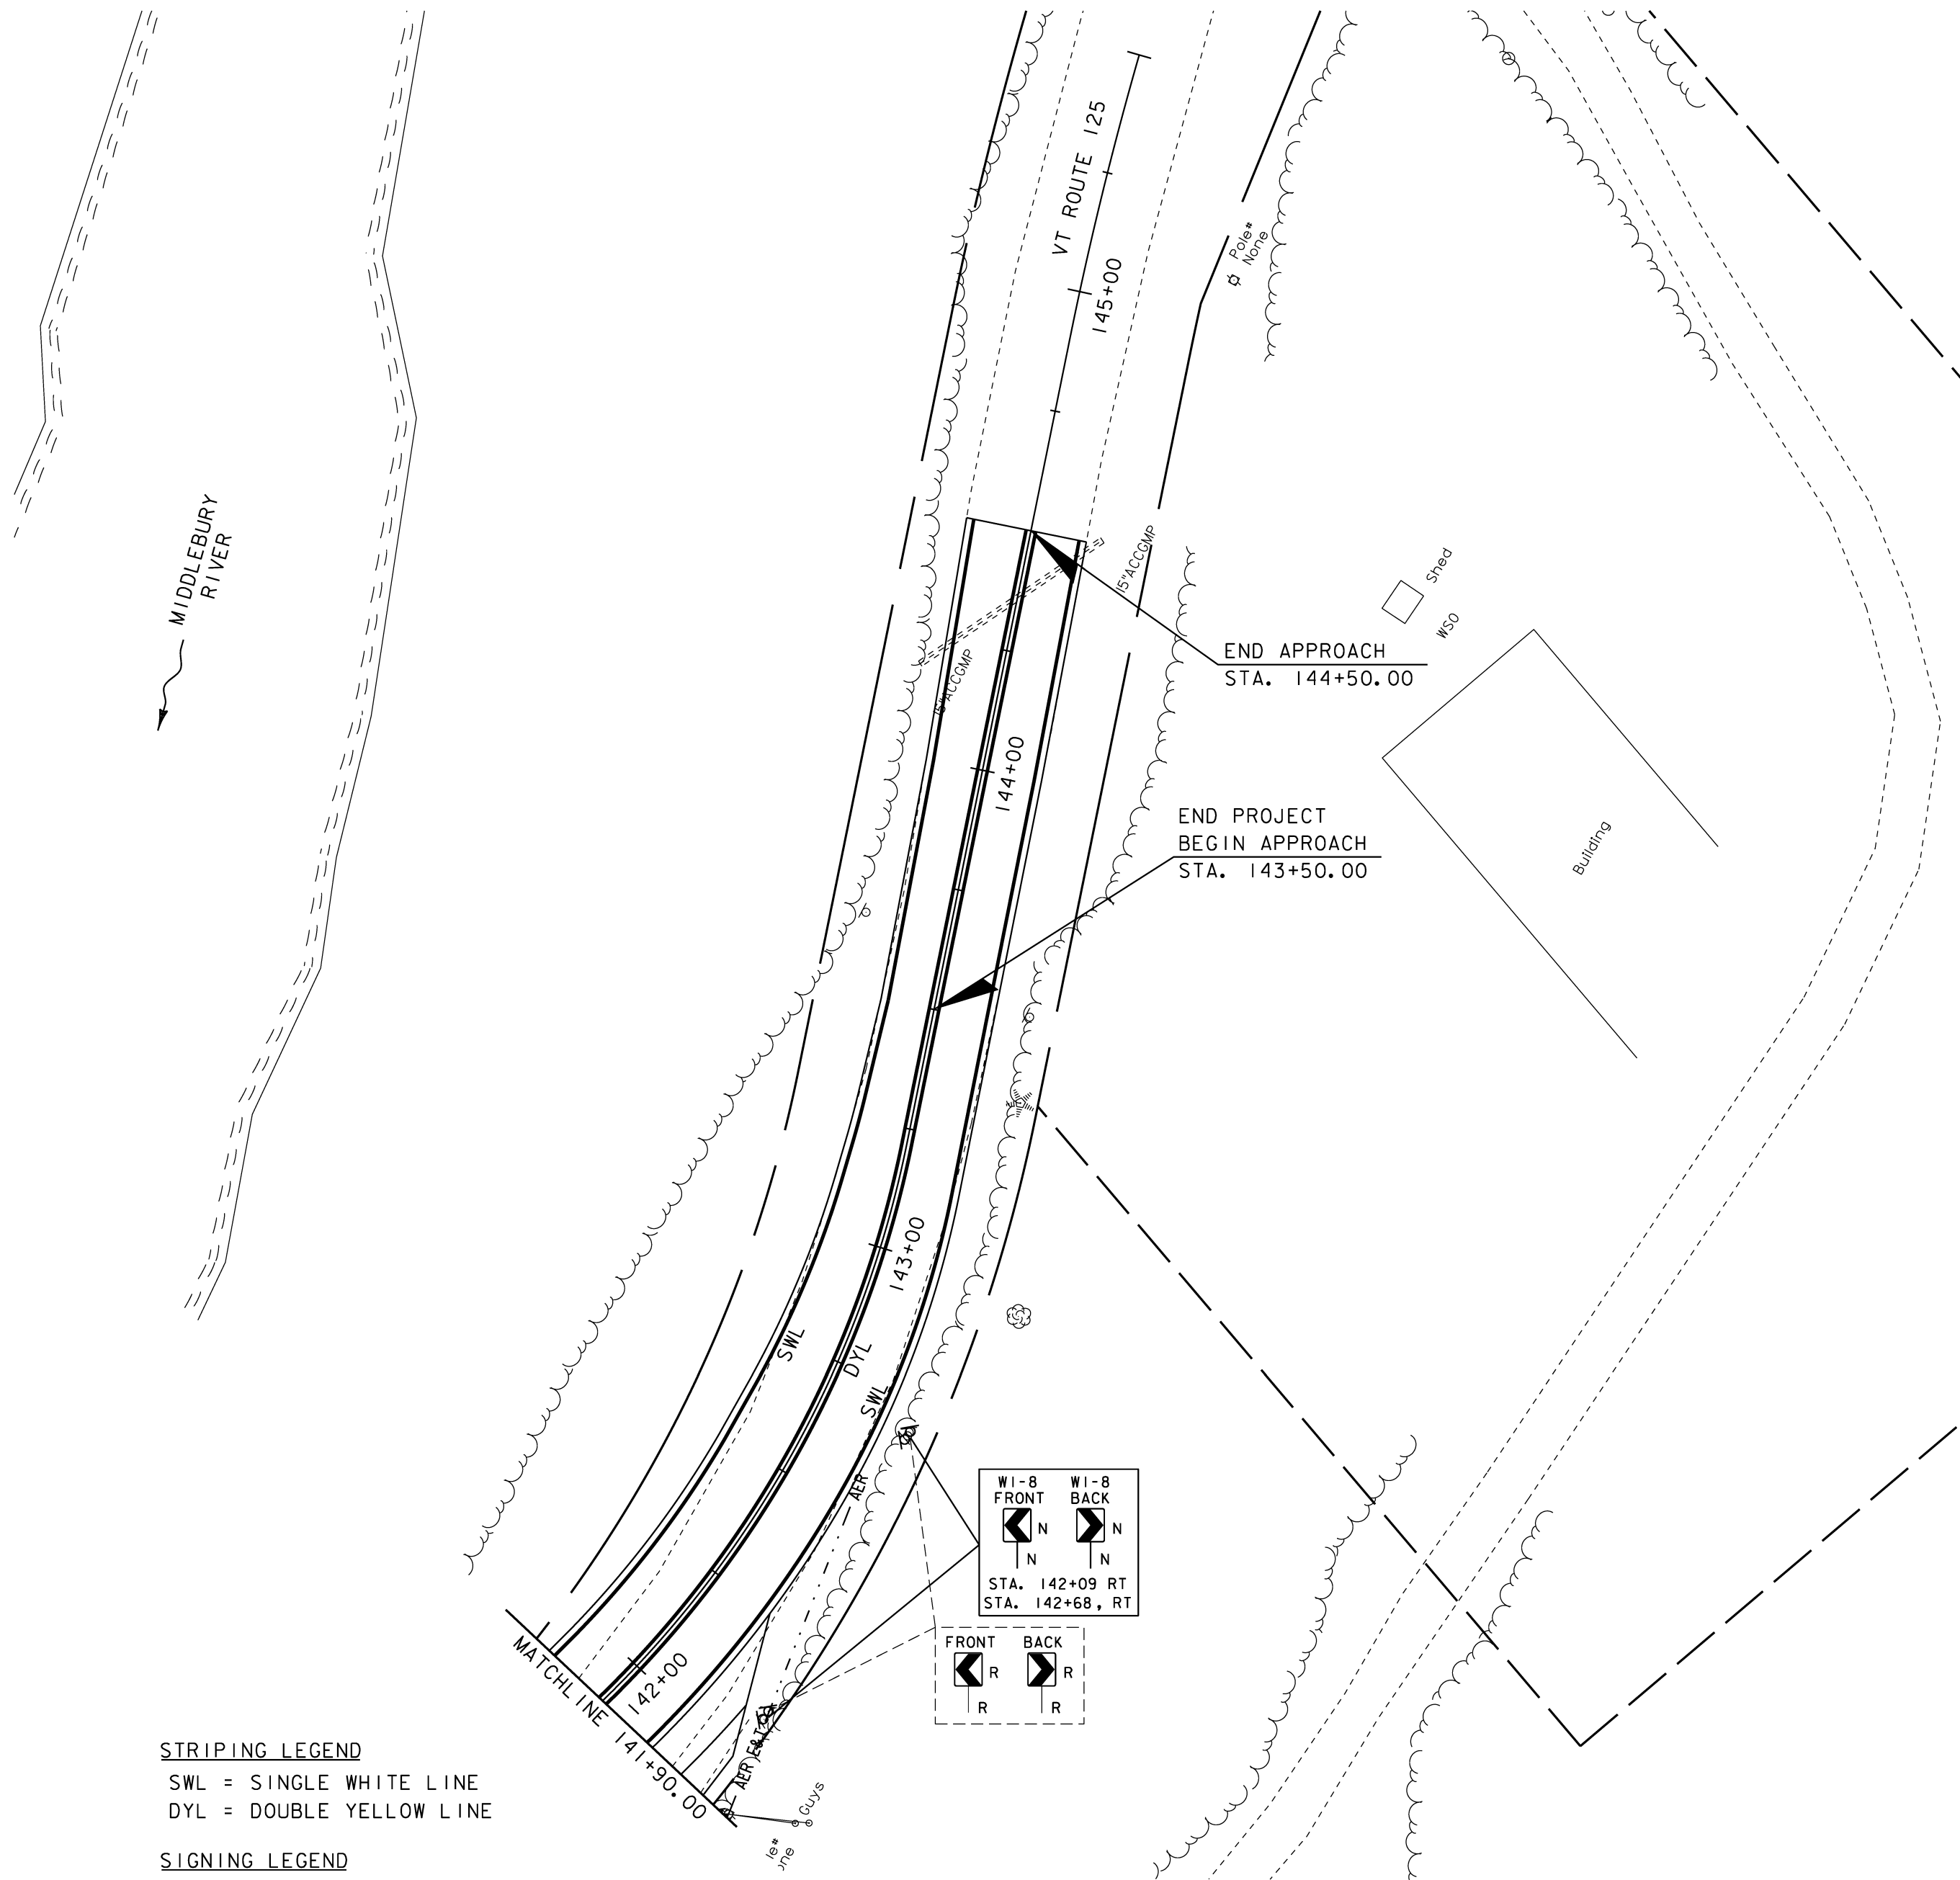 VT ROUTE 125
145+00
Pole#
None
MIDDLEBURY
RIVER
15"ACCGMP
15"ACCGMP
Shed
WSO
END APPROACH
STA. 144+50.00
144+00
END PROJECT
BEGIN APPROACH
STA. 143+50.00
Building
143+00
SWL
DYL
SWL
AER
W1-8 W1-8
FRONT BACK
N N
N N
STA. 142+09 RT
STA. 142+68, RT
FRONT BACK
R R
R R
142+00
MATCHLINE 141+90.00
AER E&T
Guys
le#
one
STRIPING LEGEND
SWL = SINGLE WHITE LINE
DYL = DOUBLE YELLOW LINE
SIGNING LEGEND